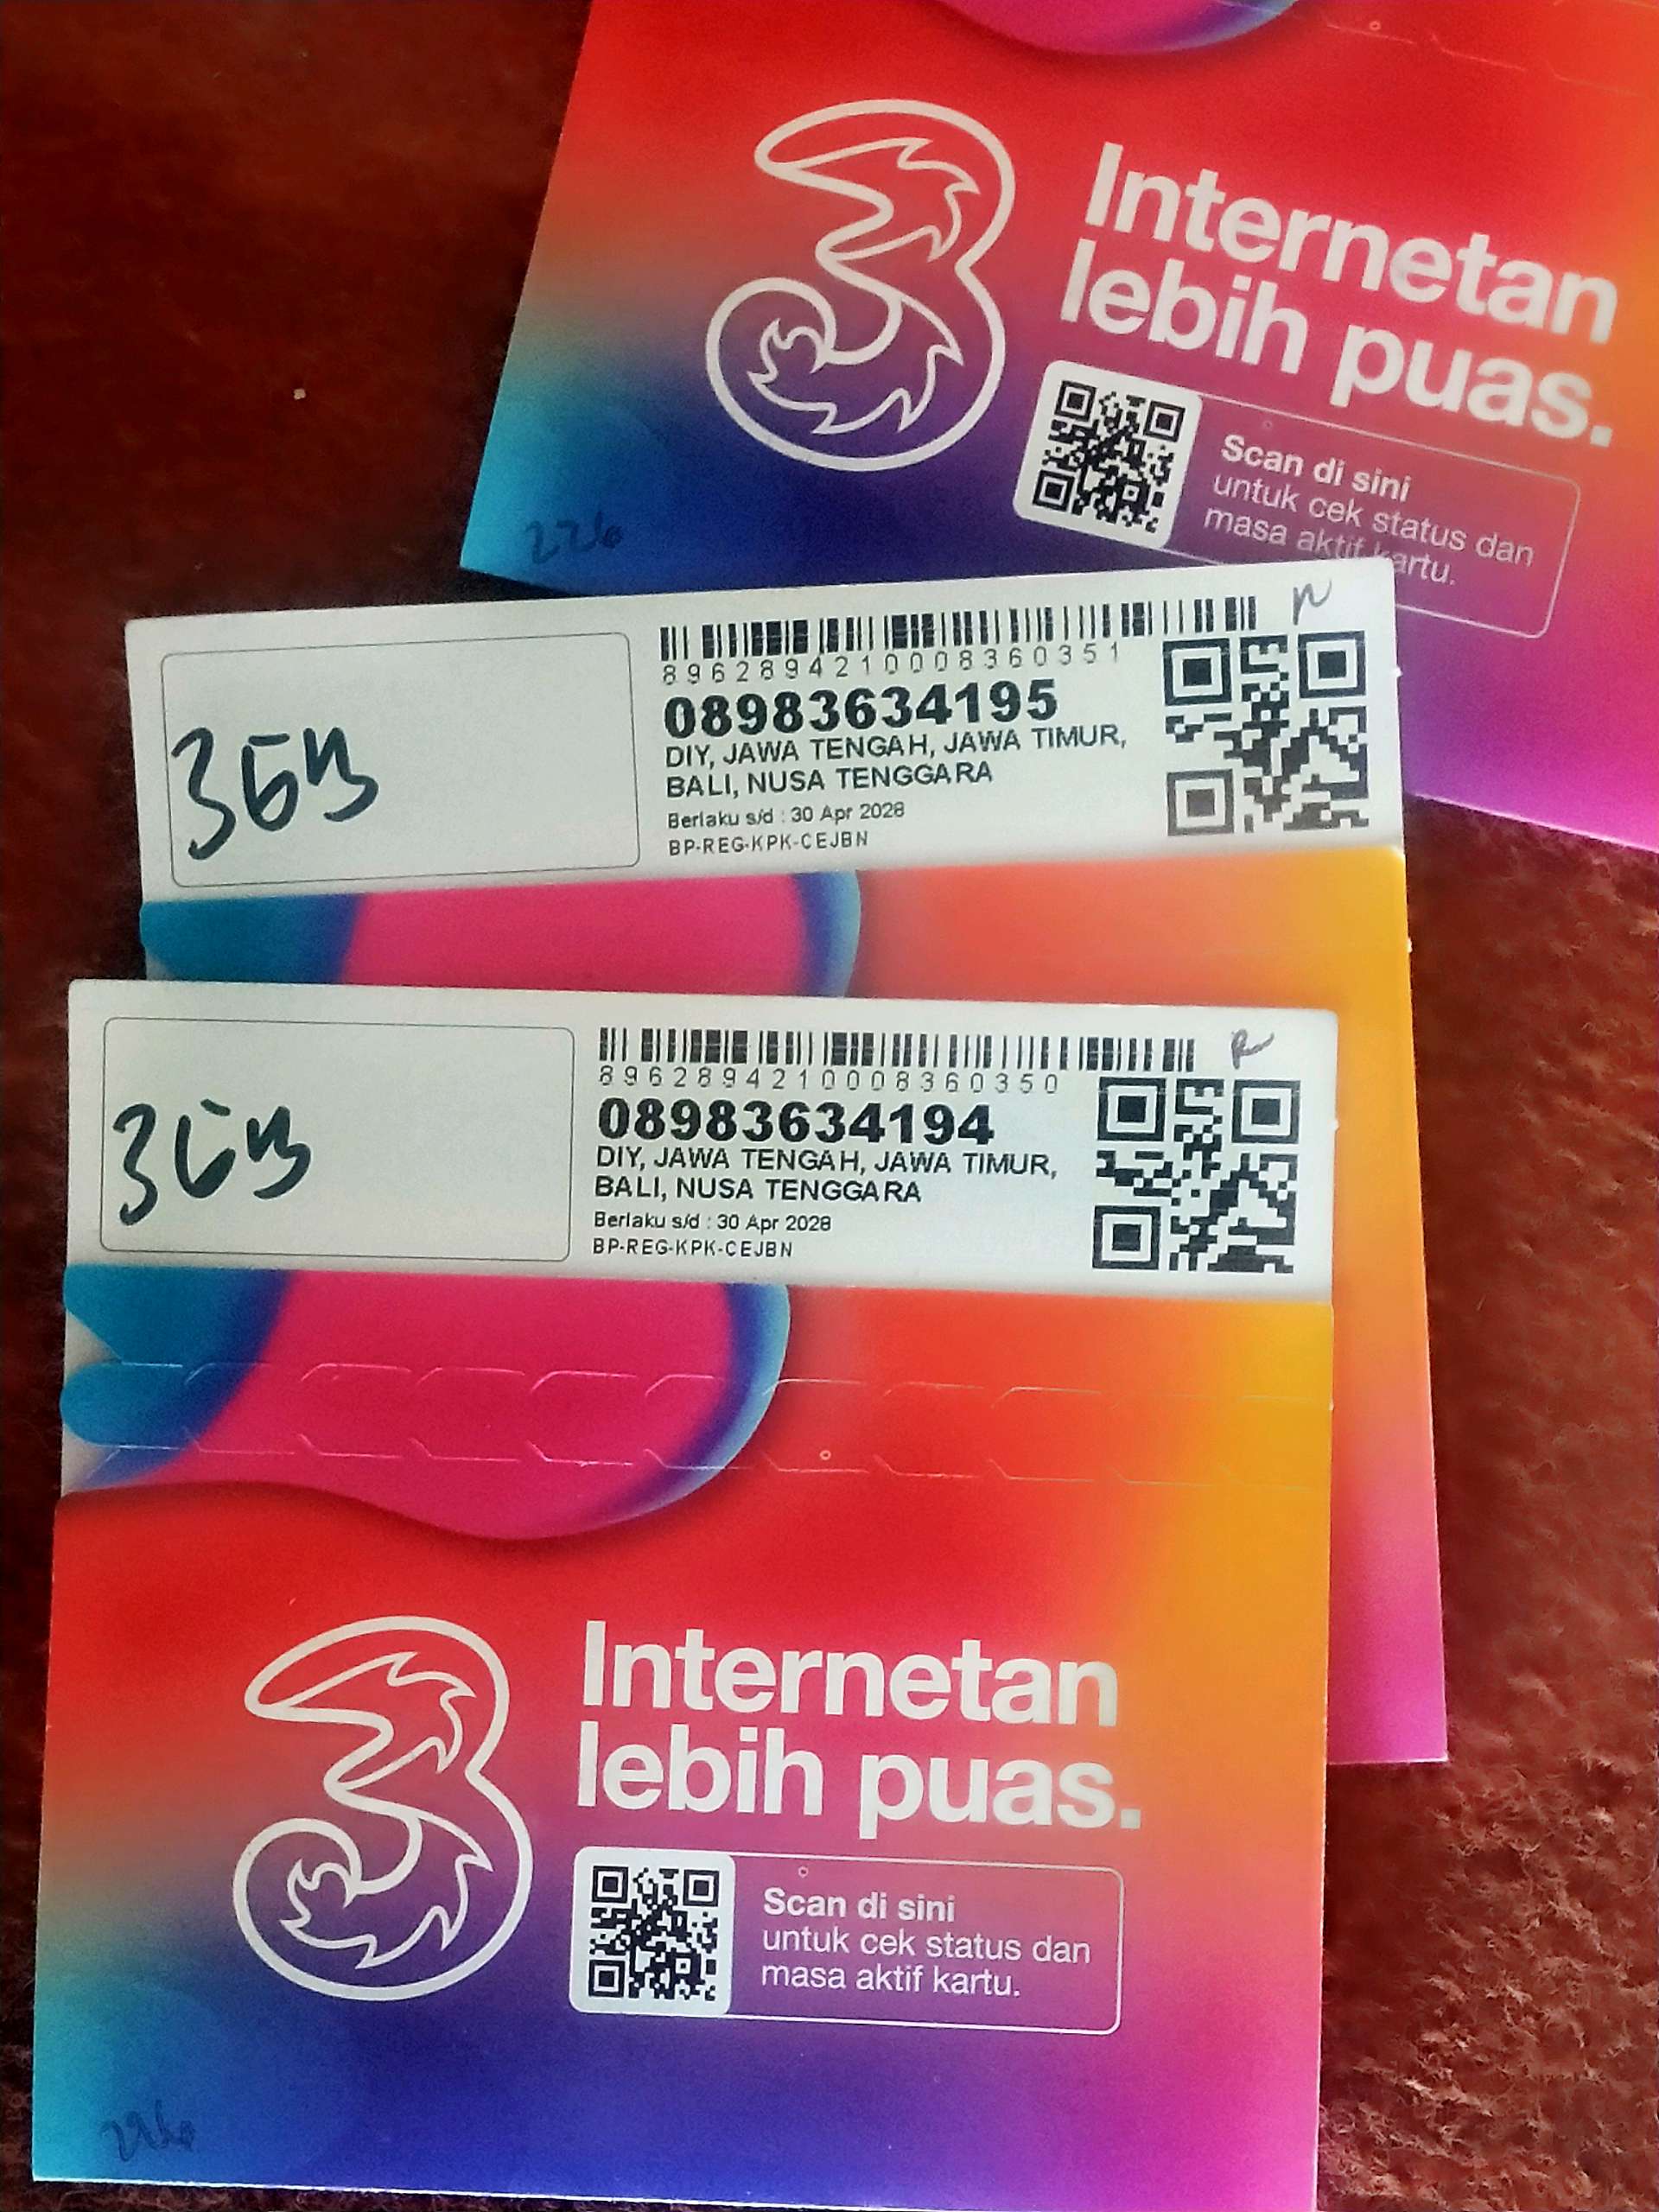 3
Internetan
lebih puas.
Scan di sini
untuk cek status dan
masa aktif kartu.
226
8962894210008360351
08983634195
DIY, JAWA TENGAH, JAWA TIMUR,
BALI, NUSA TENGGARA
Berlaku s/d : 30 Apr 2028
BP-REG-KPK-CEJBN
3GB
8962894210008360350
08983634194
DIY, JAWA TENGAH, JAWA TIMUR,
BALI, NUSA TENGGARA
Berlaku s/d : 30 Apr 2028
BP-REG-KPK-CEJBN
3GB
3
Internetan
lebih puas.
Scan di sini
untuk cek status dan
masa aktif kartu.